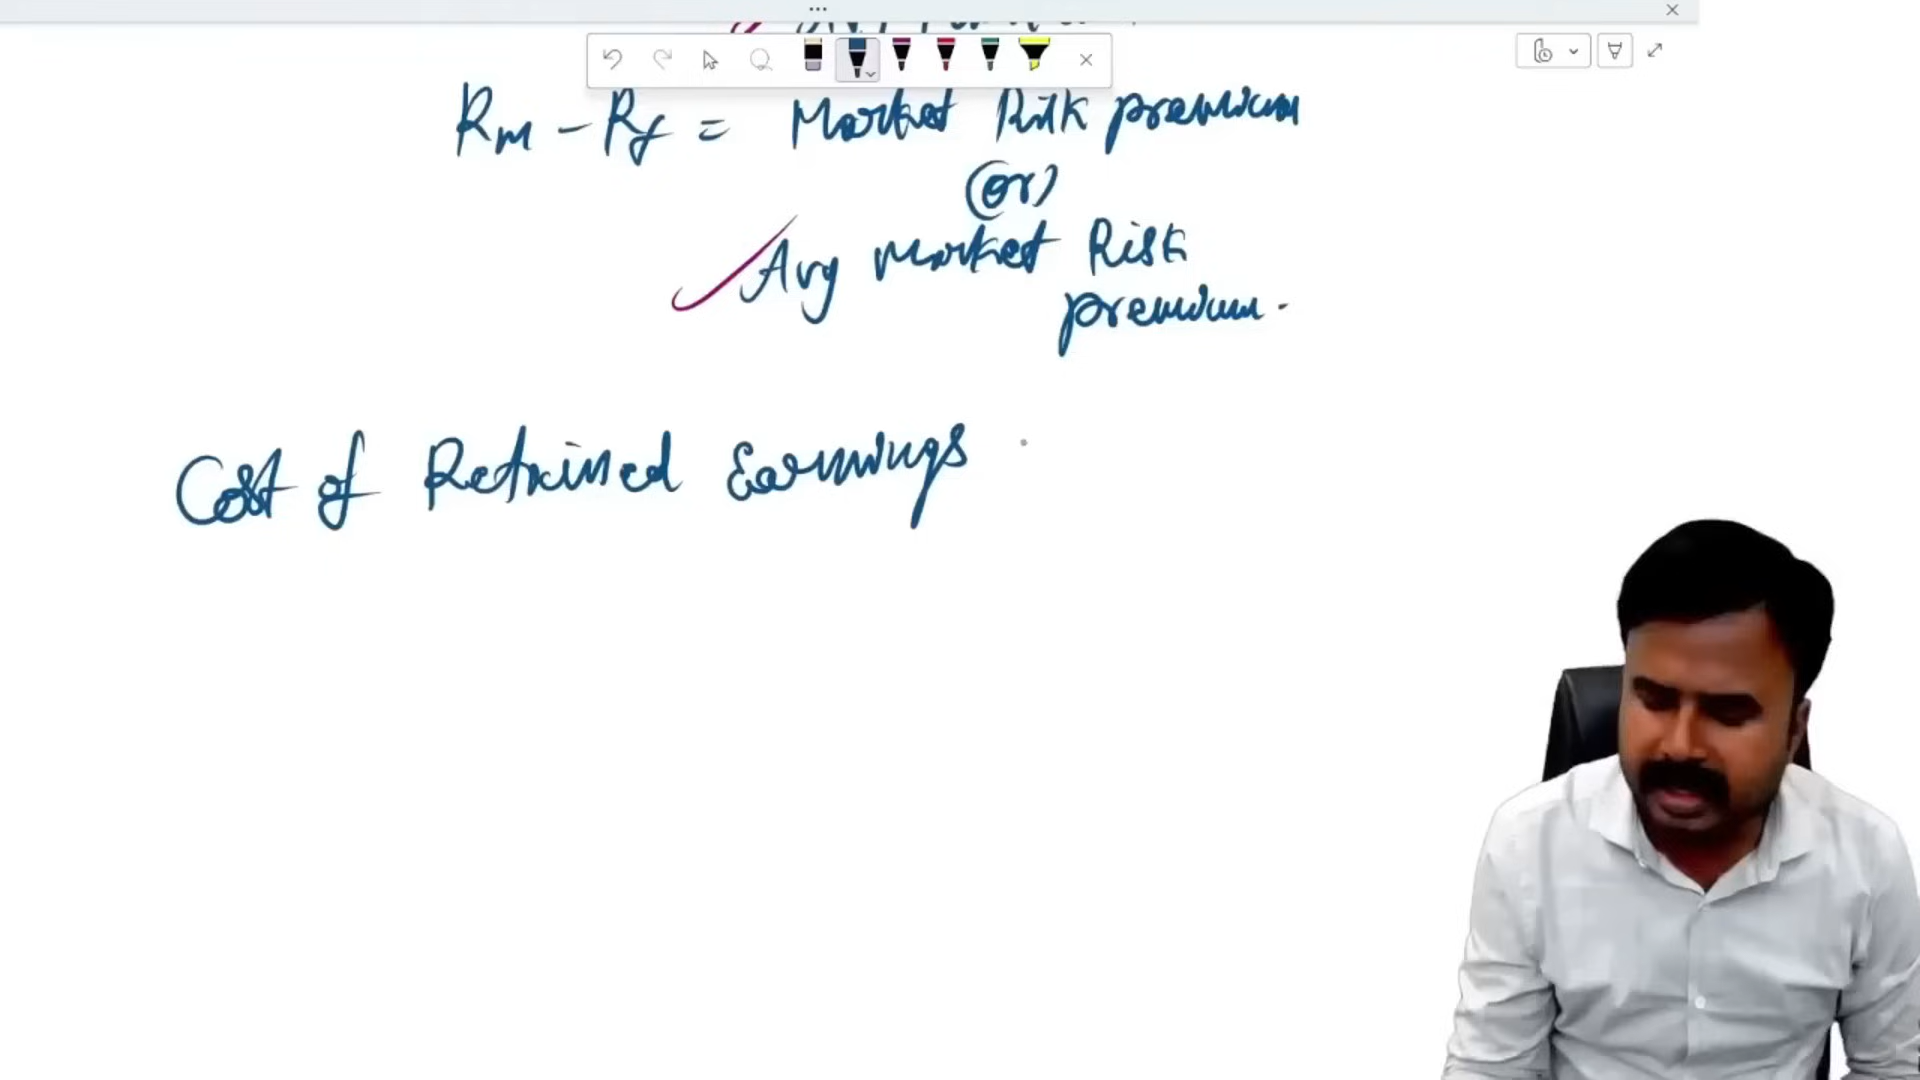 Rm - Rf = Market Risk premium
(or)
Avg Market Risk
premium.
Cost of Retained Earnings